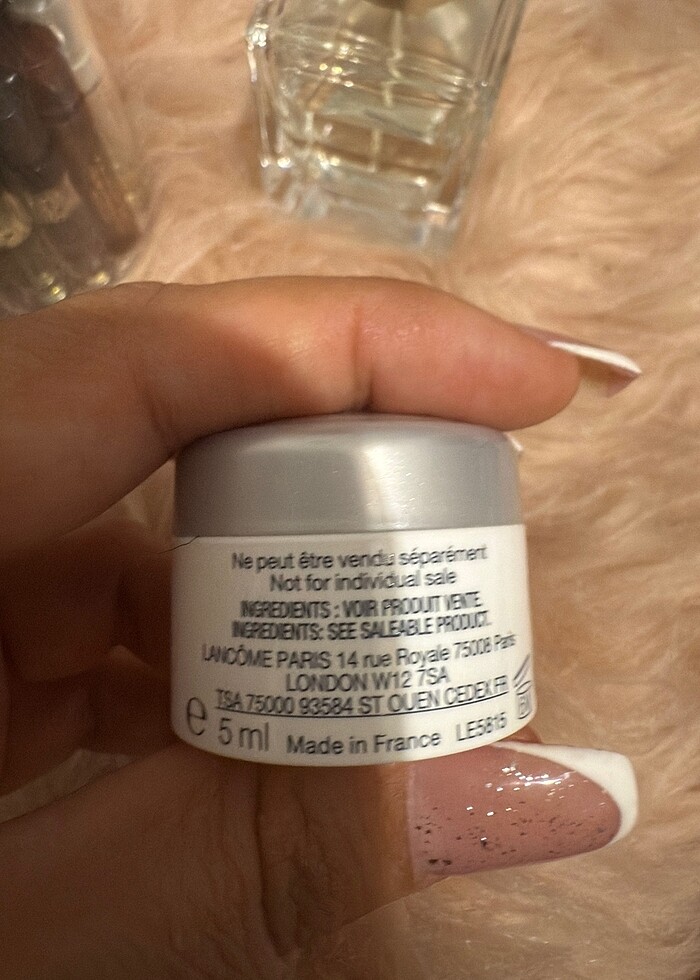 Ne peut être vendu séparément
Not for individual sale
INGREDIENTS : VOIR PRODUIT VENTE.
INGREDIENTS: SEE SALEABLE PRODUCT.
LANCÔME PARIS 14 rue Royale 75008 Paris
LONDON W12 7SA
TSA 75000 93584 ST OUEN CEDEX FR
℮ 5 ml Made in France LE5815